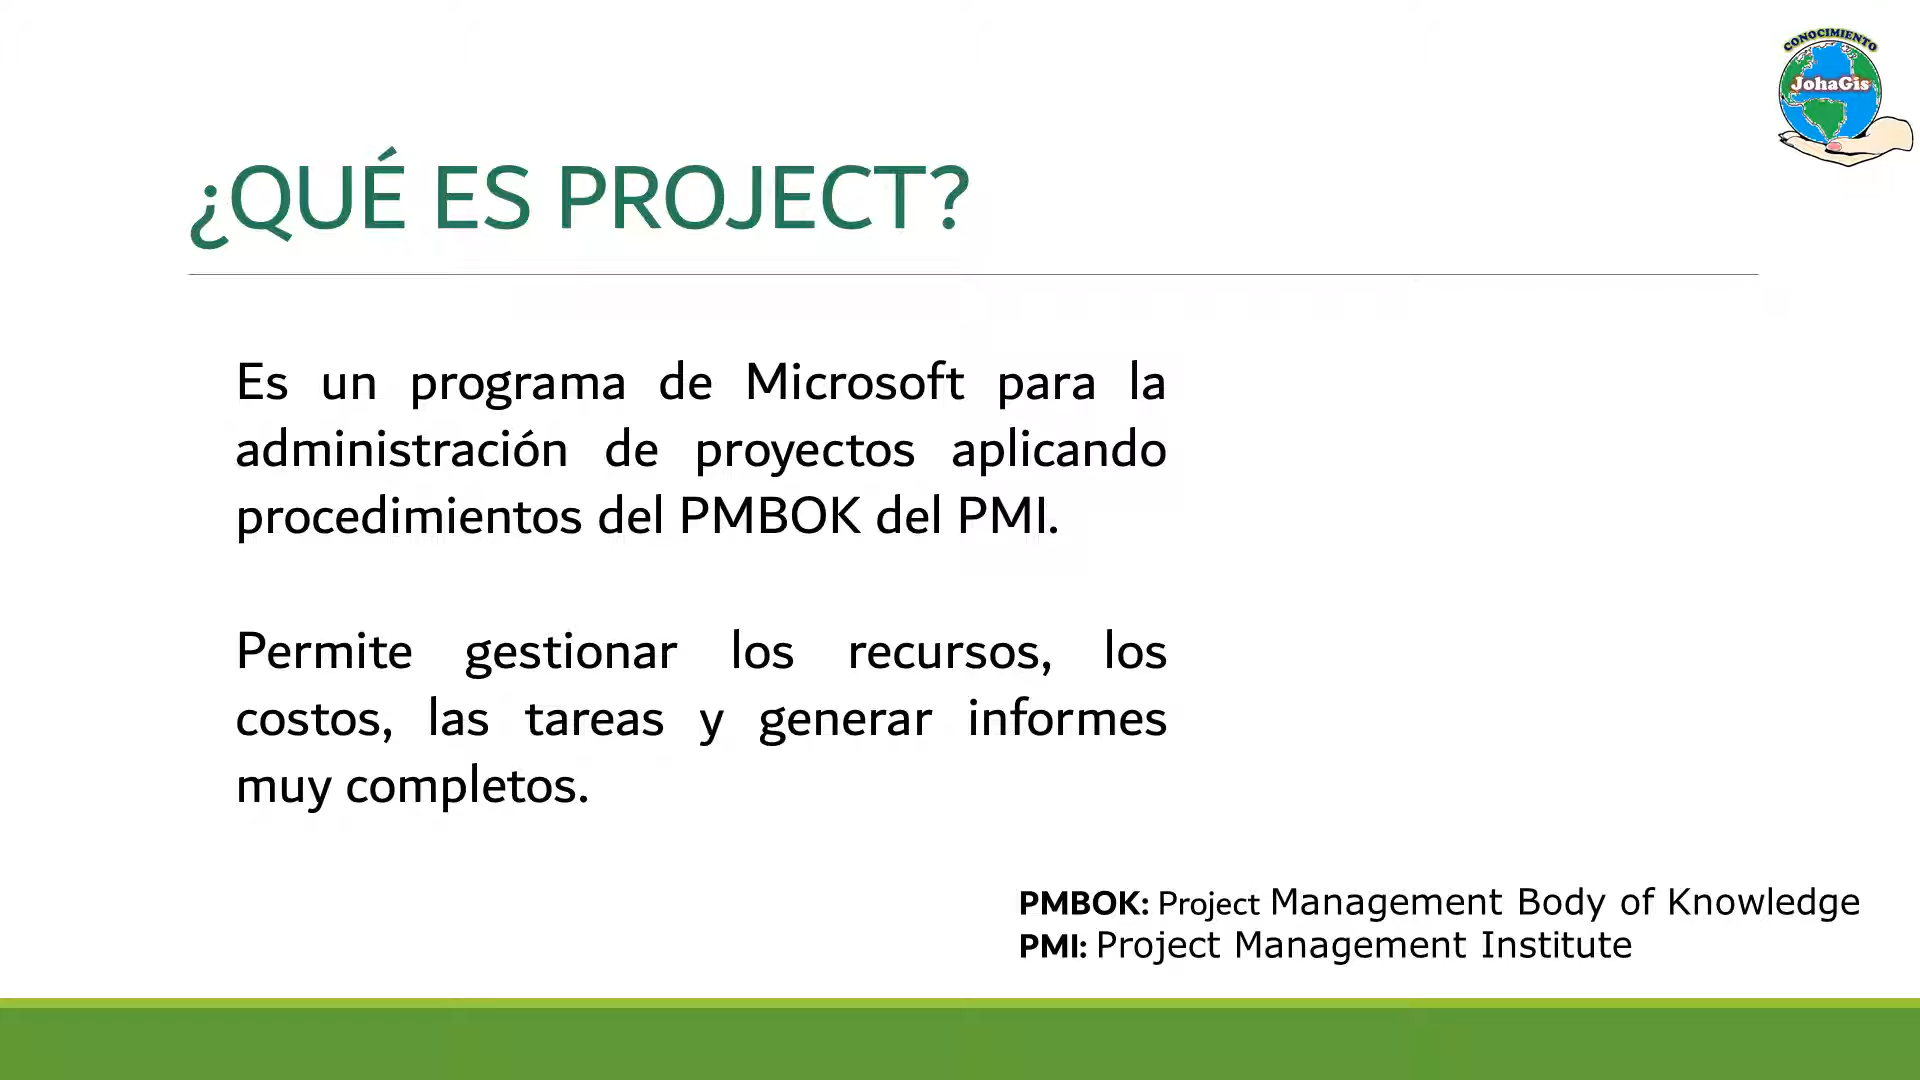 CONOCIMIENTO
JohaGis
¿QUÉ ES PROJECT?
Es un programa de Microsoft para la
administración de proyectos aplicando
procedimientos del PMBOK del PMI.
Permite gestionar los recursos, los
costos, las tareas y generar informes
muy completos.
PMBOK: Project Management Body of Knowledge
PMI: Project Management Institute